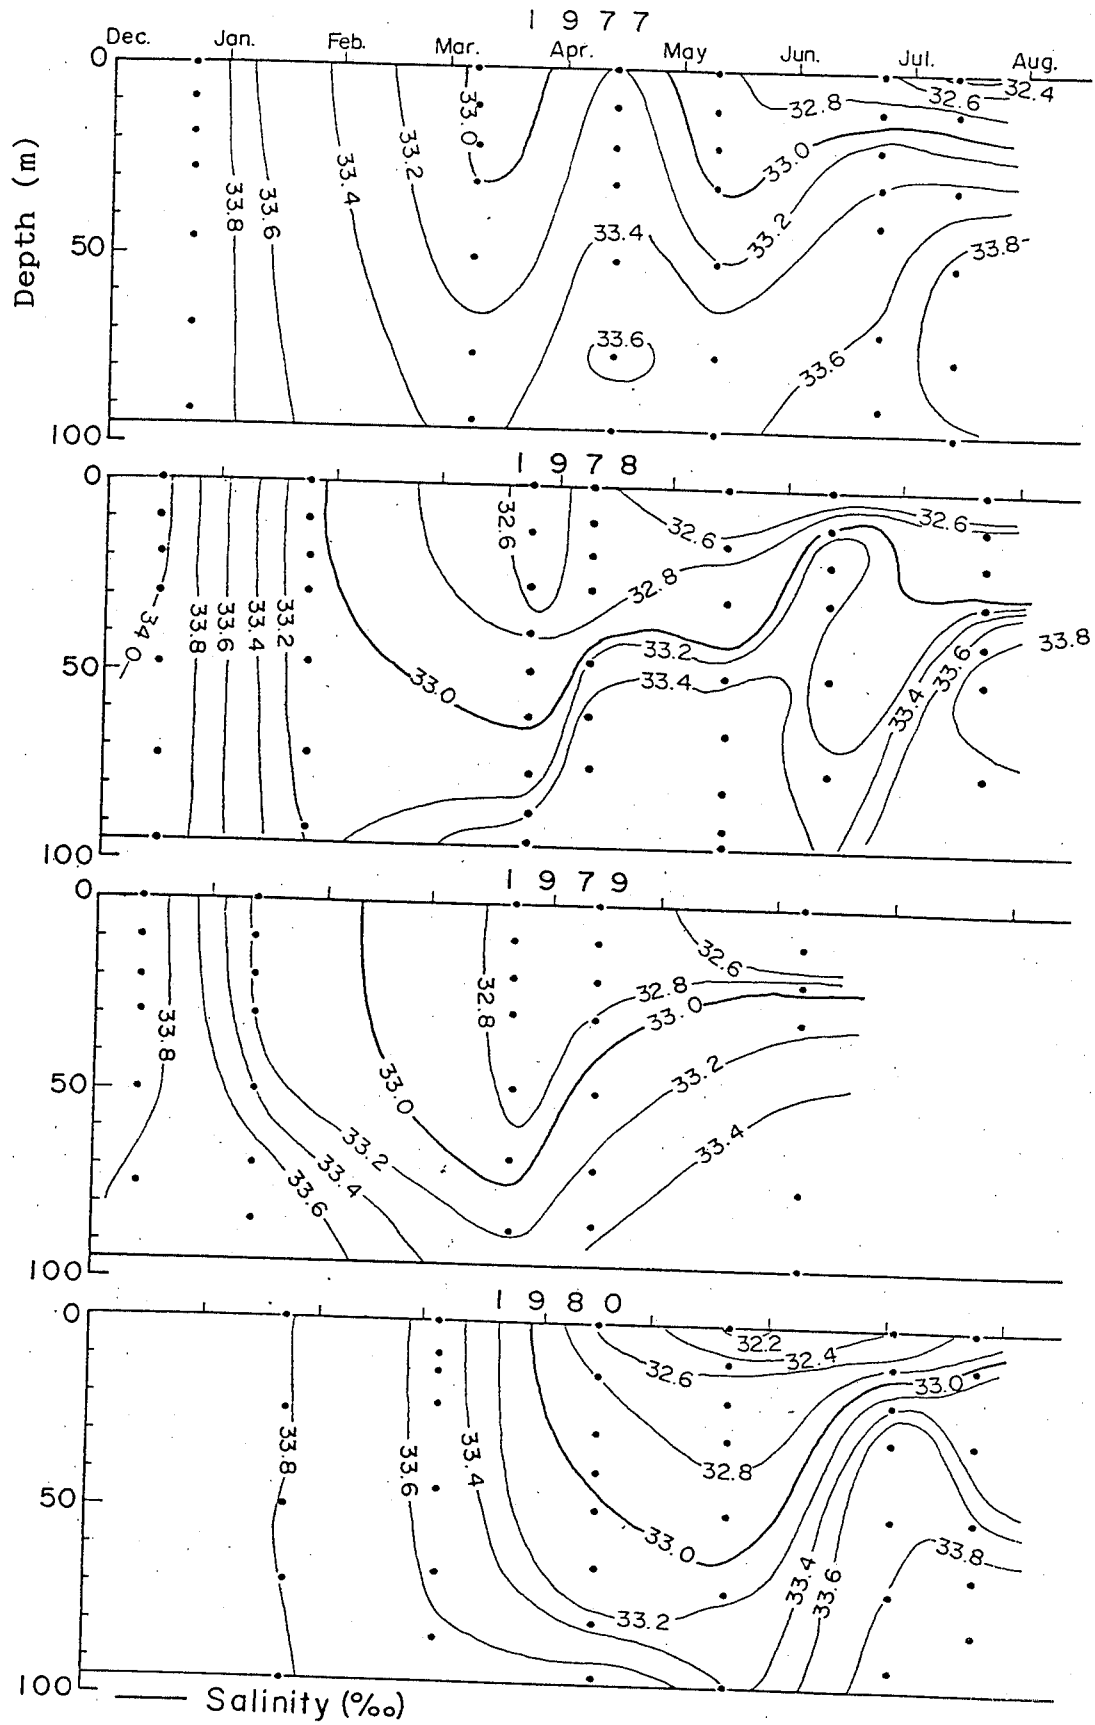 1977
Dec. Jan. Feb. Mar. Apr. May Jun. Jul. Aug.
Depth (m)
0
50
100
33.8 33.6 33.4 33.2 33.0 33.4 33.6 33.2 33.0 32.8 32.6 32.4 33.6 33.8
1978
0
50
100
34.0 33.8 33.6 33.4 33.2 33.0 32.6 32.8 32.6 33.2 33.4 32.6 33.4 33.6 33.8
1979
0
50
100
33.8 33.6 33.4 33.2 33.0 32.8 32.8 33.0 32.6 33.2 33.4
1980
0
50
100
33.8 33.6 33.4 33.2 33.0 32.8 32.6 32.2 32.4 33.4 33.6 33.0 33.8
Salinity (‰)